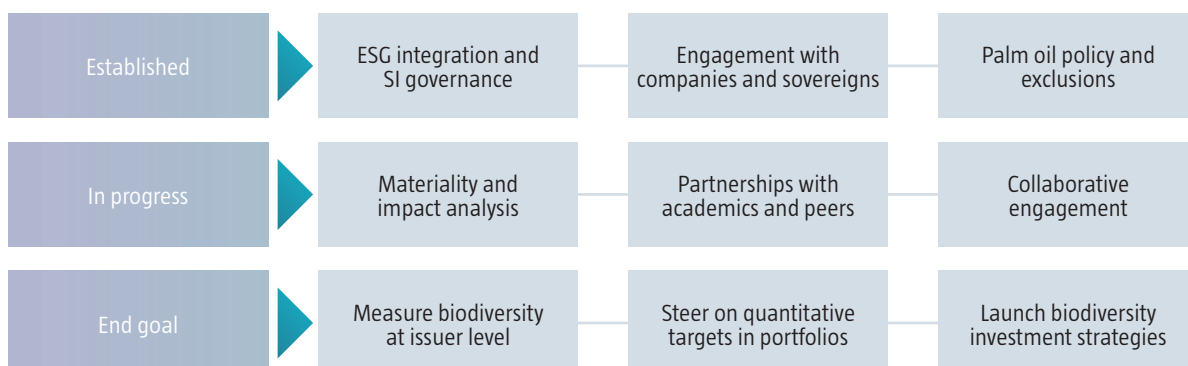 Established
ESG integration and
SI governance
Engagement with
companies and sovereigns
Palm oil policy and
exclusions
In progress
Materiality and
impact analysis
Partnerships with
academics and peers
Collaborative
engagement
End goal
Measure biodiversity
at issuer level
Steer on quantitative
targets in portfolios
Launch biodiversity
investment strategies